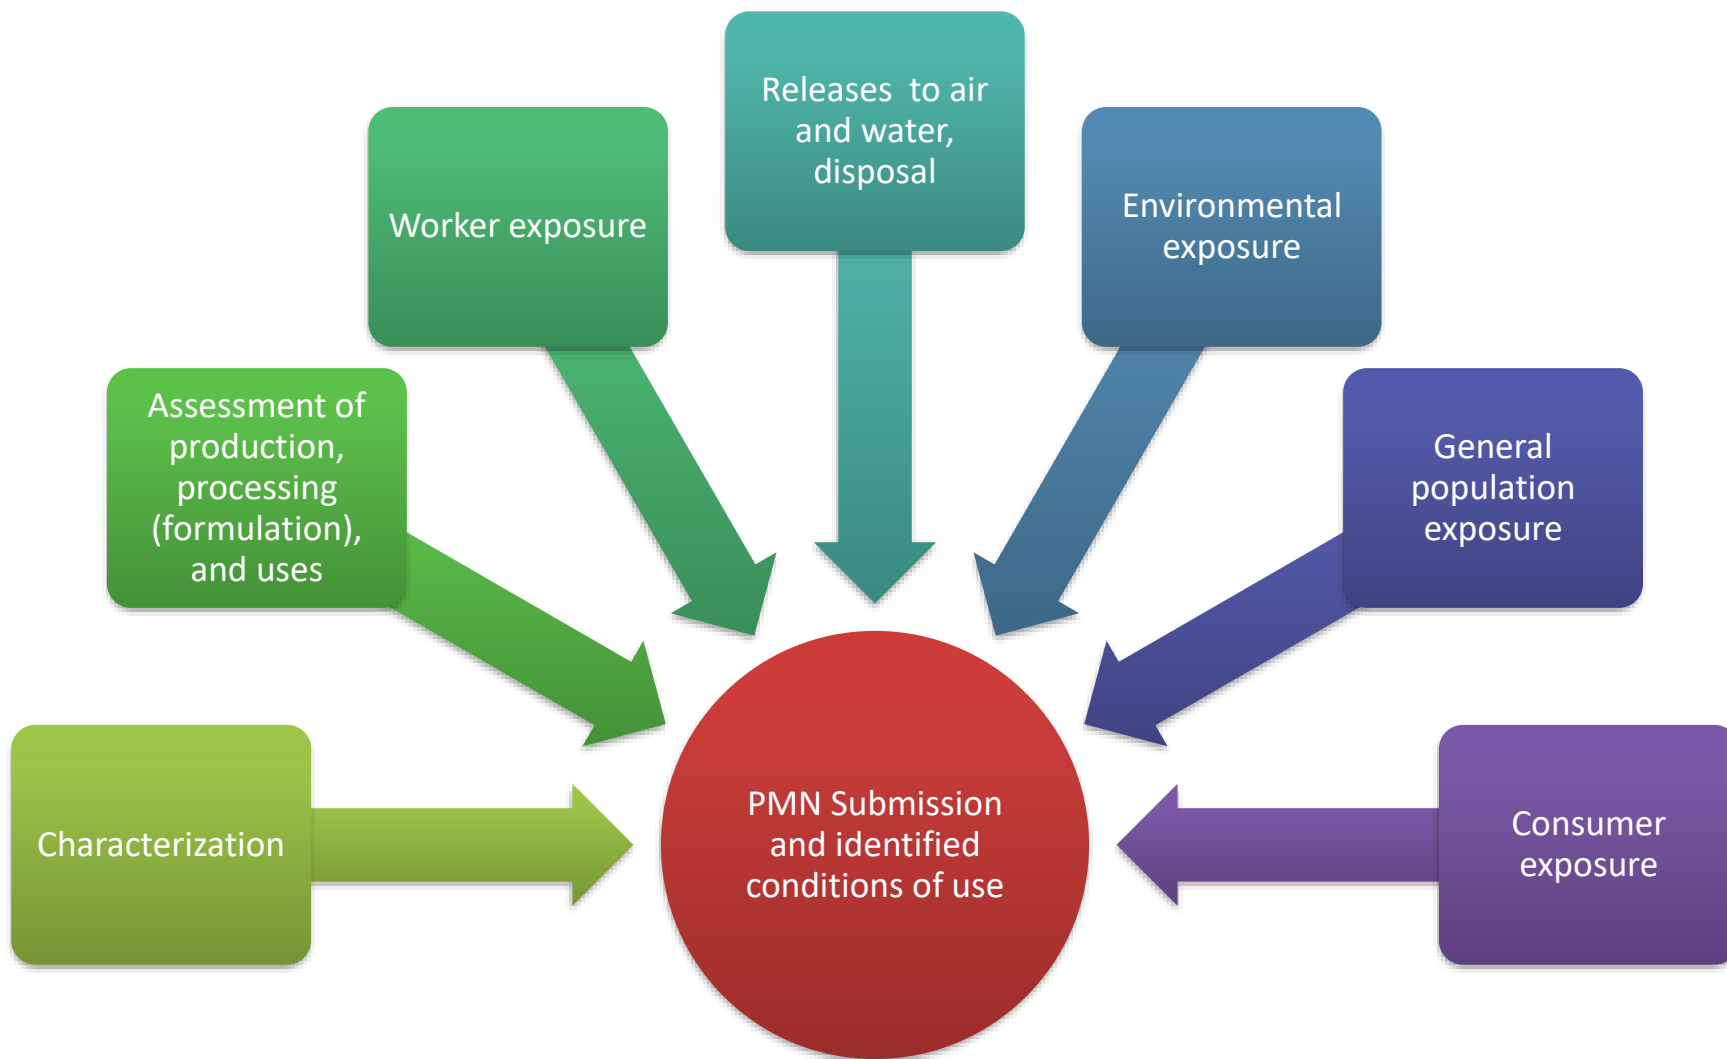 Releases  to air
and water,
disposal
Worker exposure
Environmental
exposure
Assessment of
production,
processing
(formulation),
and uses
General
population
exposure
Characterization
PMN Submission
and identified
conditions of use
Consumer
exposure